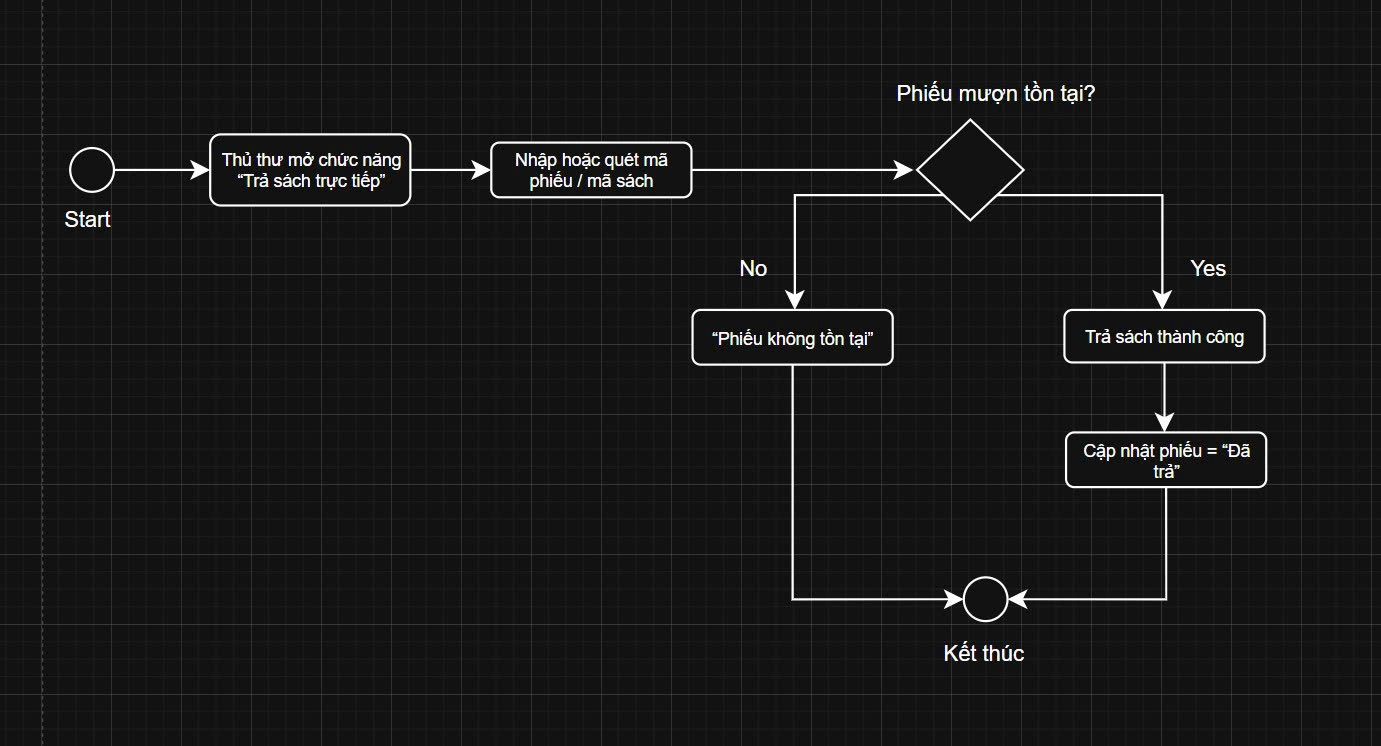 Phiếu mượn tồn tại?
Thủ thư mở chức năng
“Trả sách trực tiếp”
Nhập hoặc quét mã
phiếu / mã sách
Start
No
Yes
“Phiếu không tồn tại”
Trả sách thành công
Cập nhật phiếu = “Đã
trả”
Kết thúc